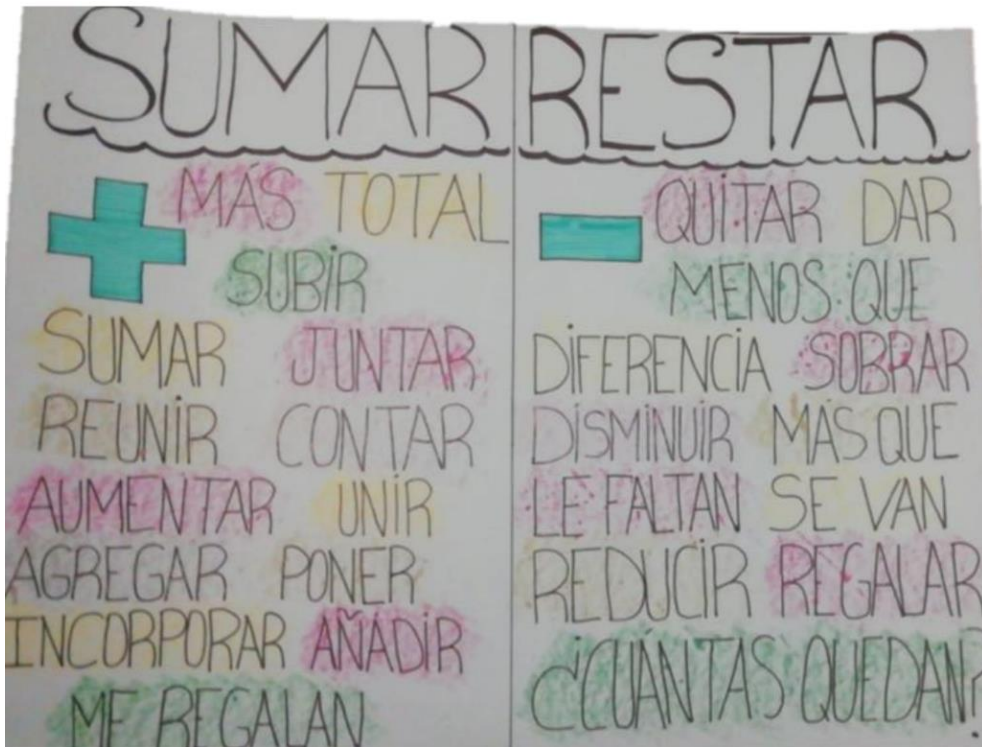 SUMAR
MÁS TOTAL
SUBIR
SUMAR JUNTAR
REUNIR CONTAR
AUMENTAR UNIR
AGREGAR PONER
INCORPORAR AÑADIR
ME REGALAN
RESTAR
QUITAR DAR
MENOS QUE
DIFERENCIA SOBRAR
DISMINUIR MÁS QUE
LE FALTAN SE VAN
REDUCIR REGALAR
¿CUÁNTAS QUEDAN?